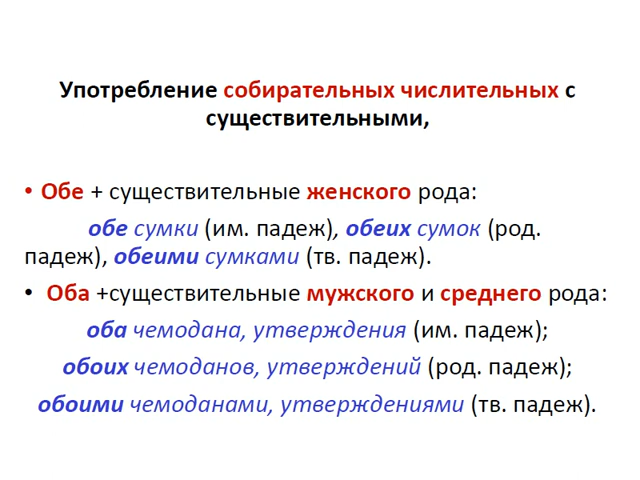 Употребление собирательных числительных с
существительными,
• Обе + существительные женского рода:
обе сумки (им. падеж), обеих сумок (род.
падеж), обеими сумками (тв. падеж).
• Оба +существительные мужского и среднего рода:
оба чемодана, утверждения (им. падеж);
обоих чемоданов, утверждений (род. падеж);
обоими чемоданами, утверждениями (тв. падеж).